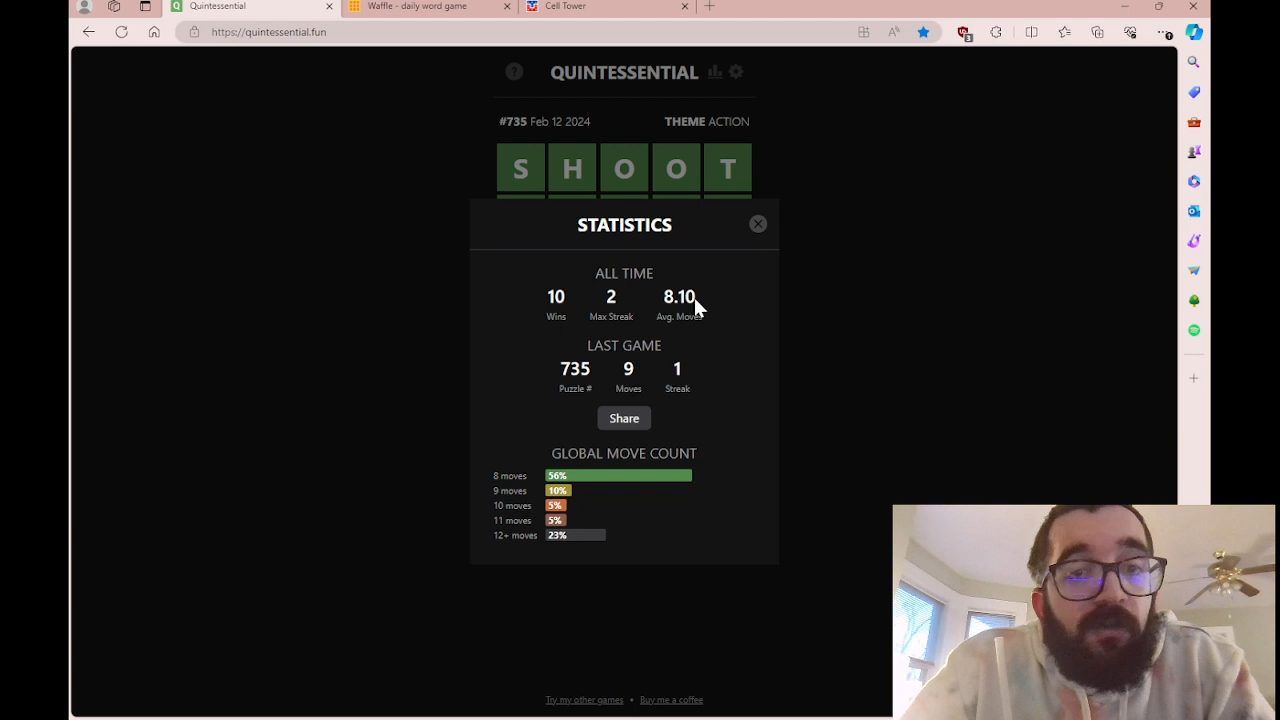 Quintessential
Waffle - daily word game
Cell Tower
https://quintessential.fun
QUINTESSENTIAL
#735 Feb 12 2024
THEME ACTION
S H O O T
STATISTICS
ALL TIME
10 2 8.10
Wins Max Streak Avg. Moves
LAST GAME
735 9 1
Puzzle # Moves Streak
Share
GLOBAL MOVE COUNT
8 moves 56%
9 moves 10%
10 moves 5%
11 moves 5%
12+ moves 23%
Try my other games • Buy me a coffee